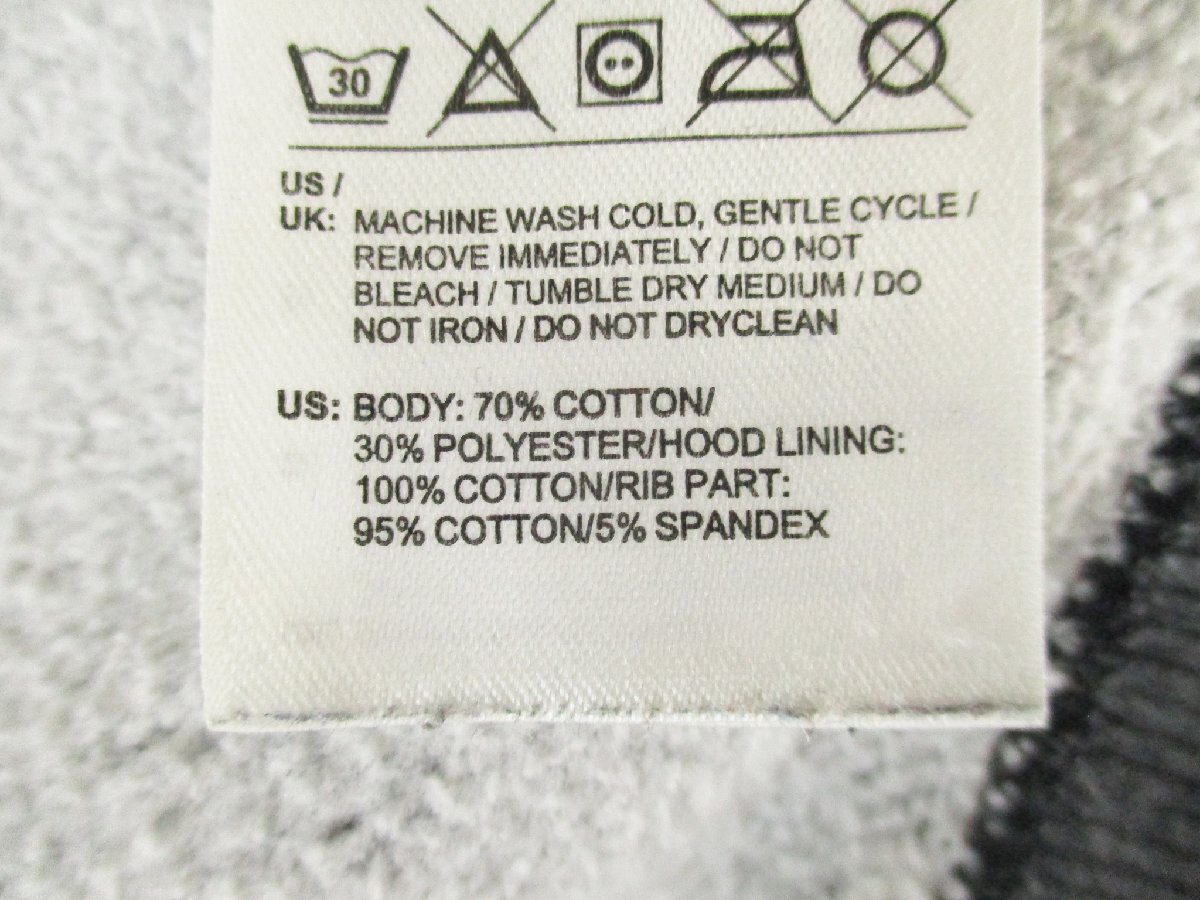 30
US /
UK: MACHINE WASH COLD, GENTLE CYCLE /
REMOVE IMMEDIATELY / DO NOT
BLEACH / TUMBLE DRY MEDIUM / DO
NOT IRON / DO NOT DRYCLEAN
US: BODY: 70% COTTON/
30% POLYESTER/HOOD LINING:
100% COTTON/RIB PART:
95% COTTON/5% SPANDEX